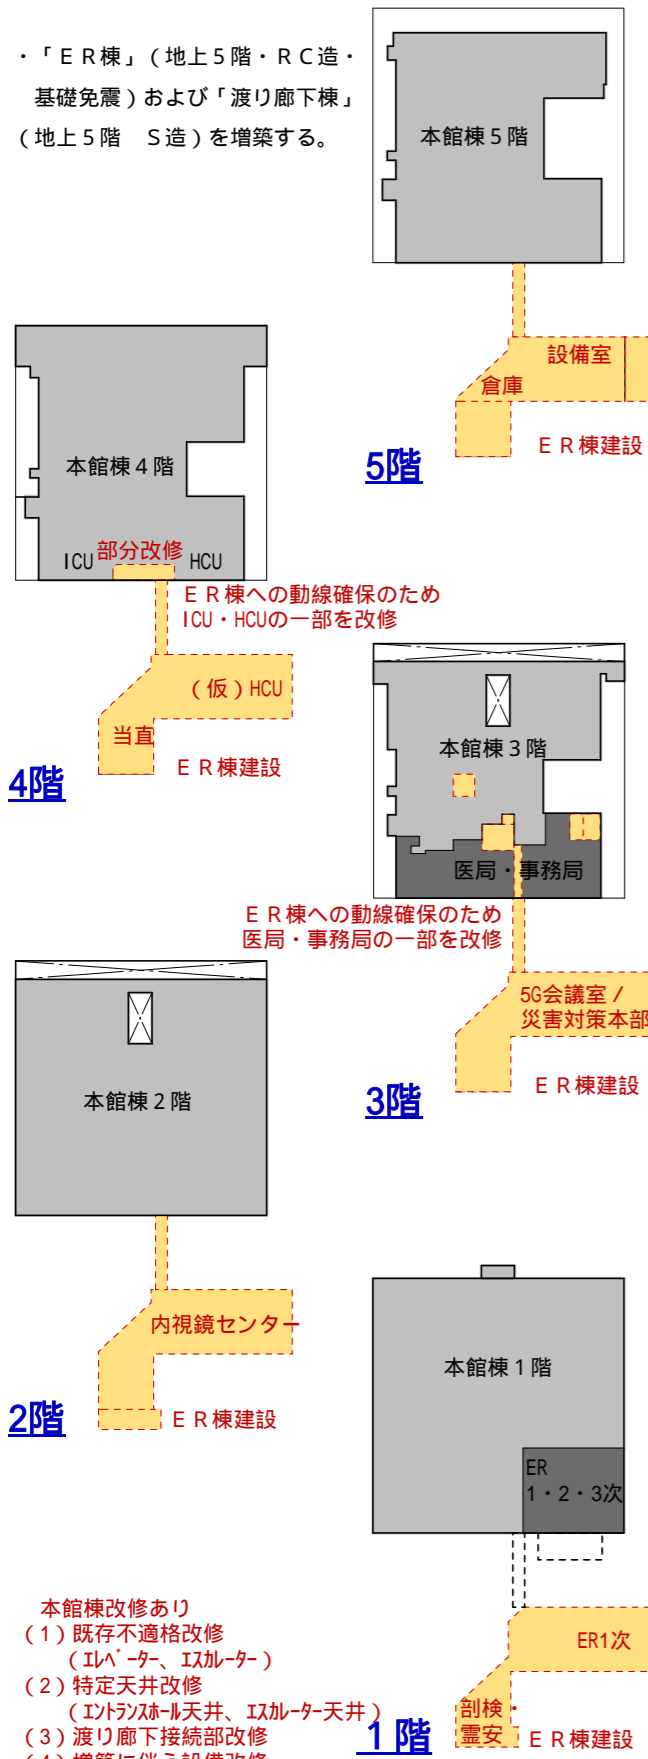 ・「ＥＲ棟」（地上５階・ＲＣ造・
基礎免震）および「渡り廊下棟」
（地上５階　Ｓ造）を増築する。
本館棟５階
設備室
倉庫
ＥＲ棟建設
5階
本館棟４階
ICU
部分改修
HCU
ＥＲ棟への動線確保のため
ICU・HCUの一部を改修
（仮）HCU
当直
ＥＲ棟建設
4階
本館棟３階
医局・事務局
ＥＲ棟への動線確保のため
医局・事務局の一部を改修
5G会議室／
災害対策本部
ＥＲ棟建設
3階
本館棟２階
内視鏡センター
ＥＲ棟建設
2階
本館棟１階
ER
1・2・3次
ER1次
剖検・
霊安
ＥＲ棟建設
１階
本館棟改修あり
（１）既存不適格改修
（ｴﾚﾍﾞｰﾀｰ、ｴｽｶﾚｰﾀｰ）
（２）特定天井改修
（ｴﾝﾄﾗﾝｽﾎｰﾙ天井、ｴｽｶﾚｰﾀｰ天井）
（３）渡り廊下接続部改修
（４）増築に伴う設備改修